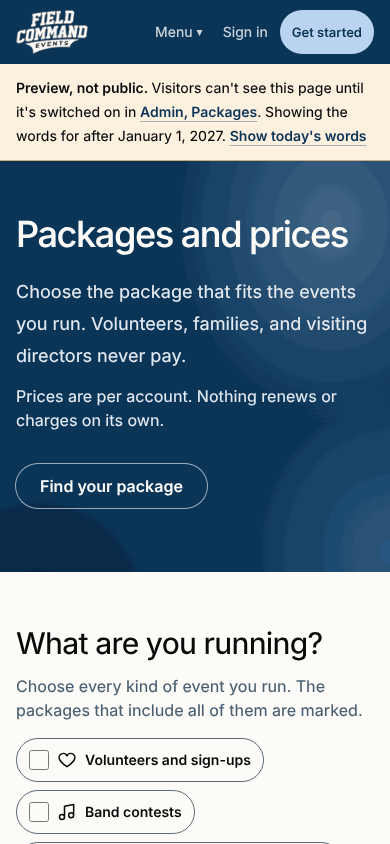 FIELD
COMMAND
EVENTS
Menu ▾ Sign in Get started
Preview, not public. Visitors can't see this page until
it's switched on in Admin, Packages. Showing the
words for after January 1, 2027. Show today's words
Packages and prices
Choose the package that fits the events
you run. Volunteers, families, and visiting
directors never pay.
Prices are per account. Nothing renews or
charges on its own.
Find your package
What are you running?
Choose every kind of event you run. The
packages that include all of them are marked.
Volunteers and sign-ups
Band contests